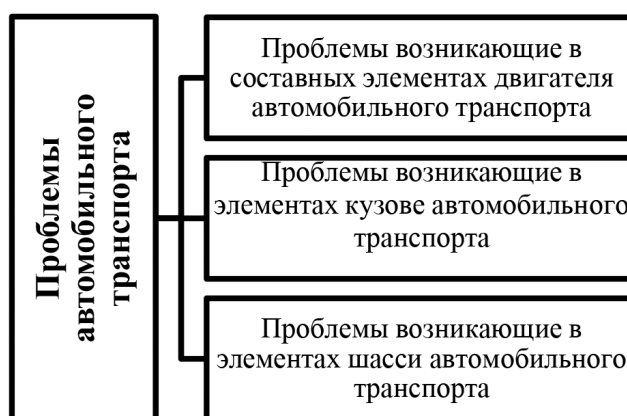 Проблемы
автомобильного
транспорта
Проблемы возникающие в
составных элементах двигателя
автомобильного транспорта
Проблемы возникающие в
элементах кузове автомобильного
транспорта
Проблемы возникающие в
элементах шасси автомобильного
транспорта